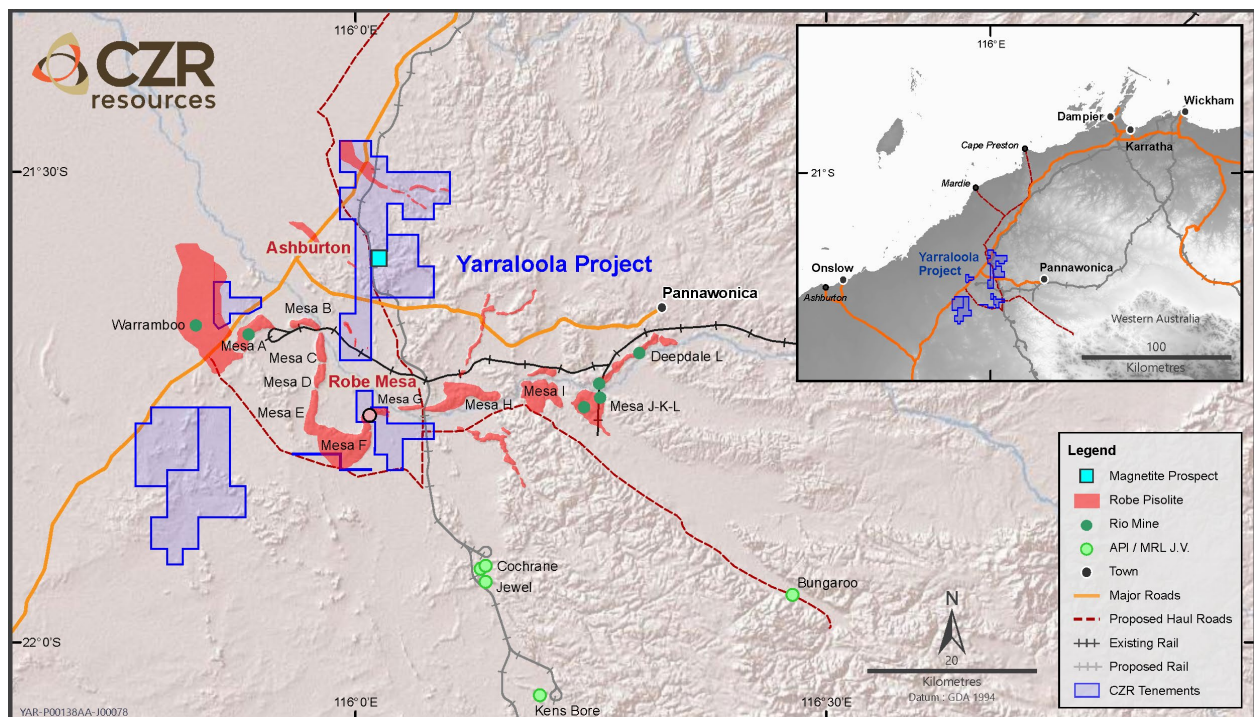 CZR
resources
116°0'E
21°30'S
Ashburton
Yarraloola Project
Pannawonica
Warramboo
Mesa A
Mesa B
Mesa C
Mesa D
Mesa E
Mesa F
Robe Mesa
Mesa G
Mesa H
Mesa I
Mesa J-K-L
Deepdale L
Cochrane
Jewel
Bungaroo
Kens Bore
22°0'S
116°0'E
116°30'E
YAR-P00138AA-J00078
N
20
Kilometres
Datum : GDA 1994
116°E
21°S
Wickham
Dampier
Karratha
Cape Preston
Mardie
Yarraloola
Project
Onslow
Ashburton
Pannawonica
Western Australia
100
Kilometres
Legend
Magnetite Prospect
Robe Pisolite
Rio Mine
API / MRL J.V.
Town
Major Roads
Proposed Haul Roads
Existing Rail
Proposed Rail
CZR Tenements